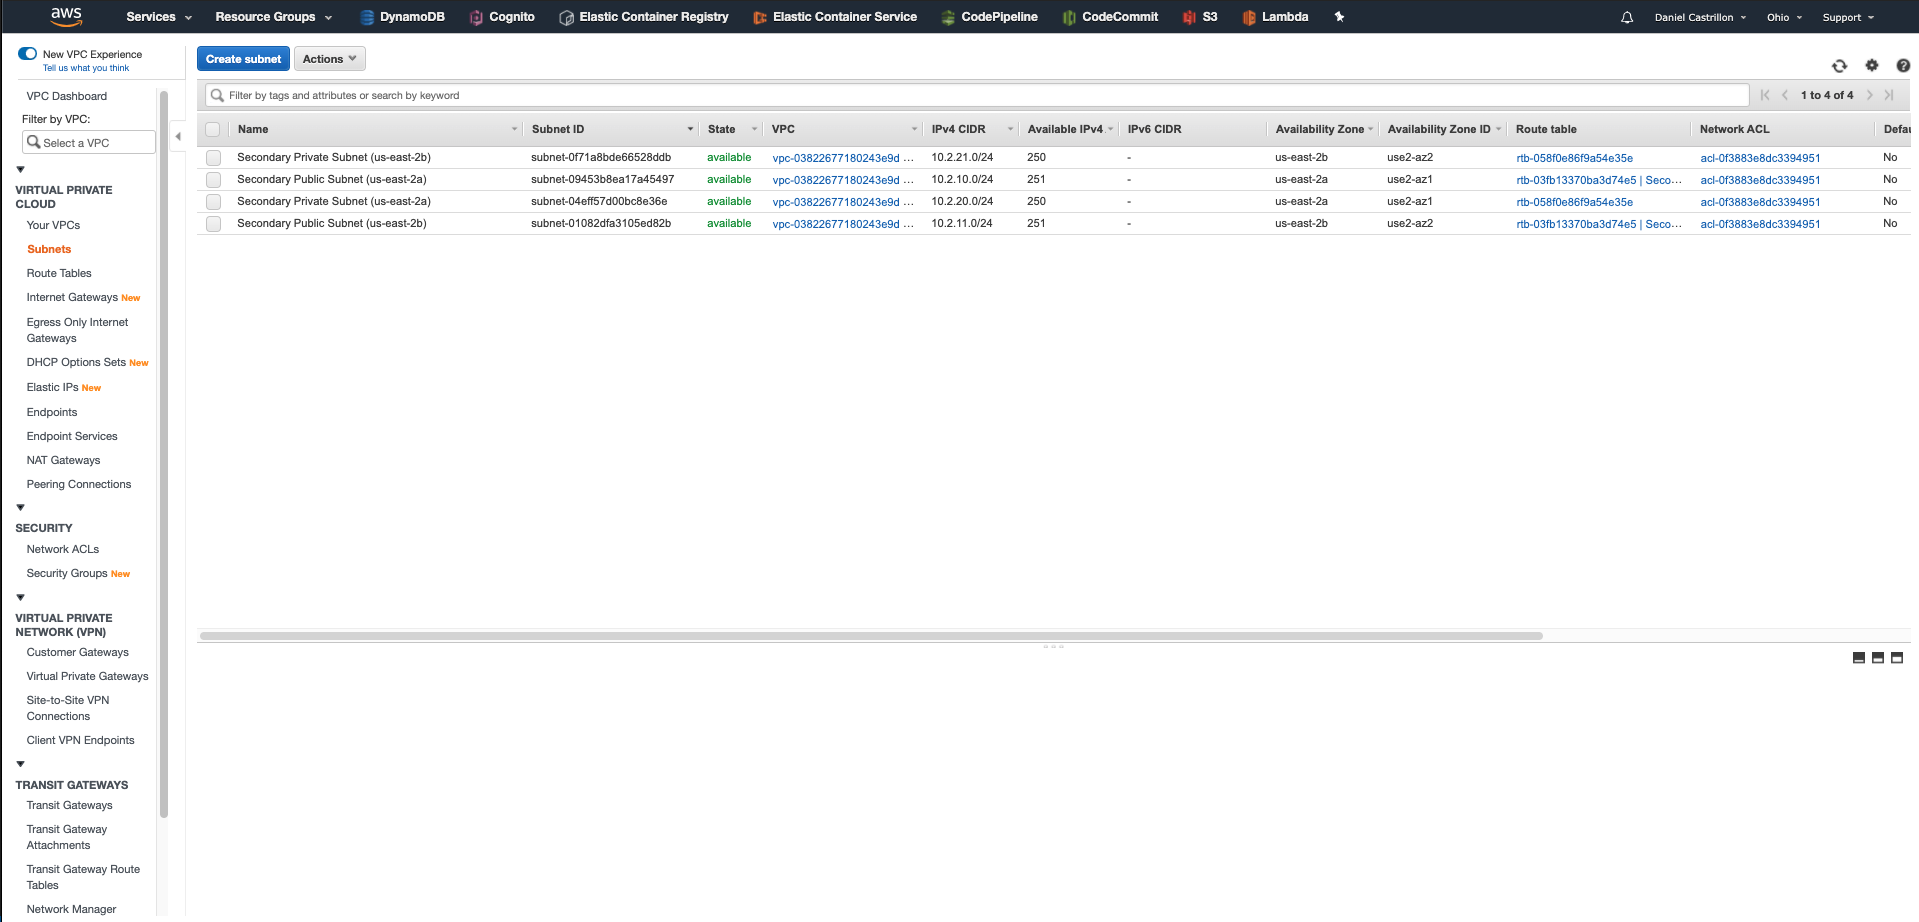 aws Services Resource Groups DynamoDB Cognito Elastic Container Registry Elastic Container Service CodePipeline CodeCommit S3 Lambda Daniel Castrillon Ohio Support
New VPC Experience
Tell us what you think
VPC Dashboard
Filter by VPC:
Select a VPC
VIRTUAL PRIVATE
CLOUD
Your VPCs
Subnets
Route Tables
Internet Gateways New
Egress Only Internet
Gateways
DHCP Options Sets New
Elastic IPs New
Endpoints
Endpoint Services
NAT Gateways
Peering Connections
SECURITY
Network ACLs
Security Groups New
VIRTUAL PRIVATE
NETWORK (VPN)
Customer Gateways
Virtual Private Gateways
Site-to-Site VPN
Connections
Client VPN Endpoints
TRANSIT GATEWAYS
Transit Gateways
Transit Gateway
Attachments
Transit Gateway Route
Tables
Network Manager
Create subnet Actions
Filter by tags and attributes or search by keyword 1 to 4 of 4
Name Subnet ID State VPC IPv4 CIDR Available IPv4 IPv6 CIDR Availability Zone Availability Zone ID Route table Network ACL Defau
Secondary Private Subnet (us-east-2b) subnet-0f71a8bde66528ddb available vpc-03822677180243e9d ... 10.2.21.0/24 250 - us-east-2b use2-az2 rtb-058f0e86f9a54e35e acl-0f3883e8dc3394951 No
Secondary Public Subnet (us-east-2a) subnet-09453b8ea17a45497 available vpc-03822677180243e9d ... 10.2.10.0/24 251 - us-east-2a use2-az1 rtb-03fb13370ba3d74e5 | Seco... acl-0f3883e8dc3394951 No
Secondary Private Subnet (us-east-2a) subnet-04eff57d00bc8e36e available vpc-03822677180243e9d ... 10.2.20.0/24 250 - us-east-2a use2-az1 rtb-058f0e86f9a54e35e acl-0f3883e8dc3394951 No
Secondary Public Subnet (us-east-2b) subnet-01082dfa3105ed82b available vpc-03822677180243e9d ... 10.2.11.0/24 251 - us-east-2b use2-az2 rtb-03fb13370ba3d74e5 | Seco... acl-0f3883e8dc3394951 No